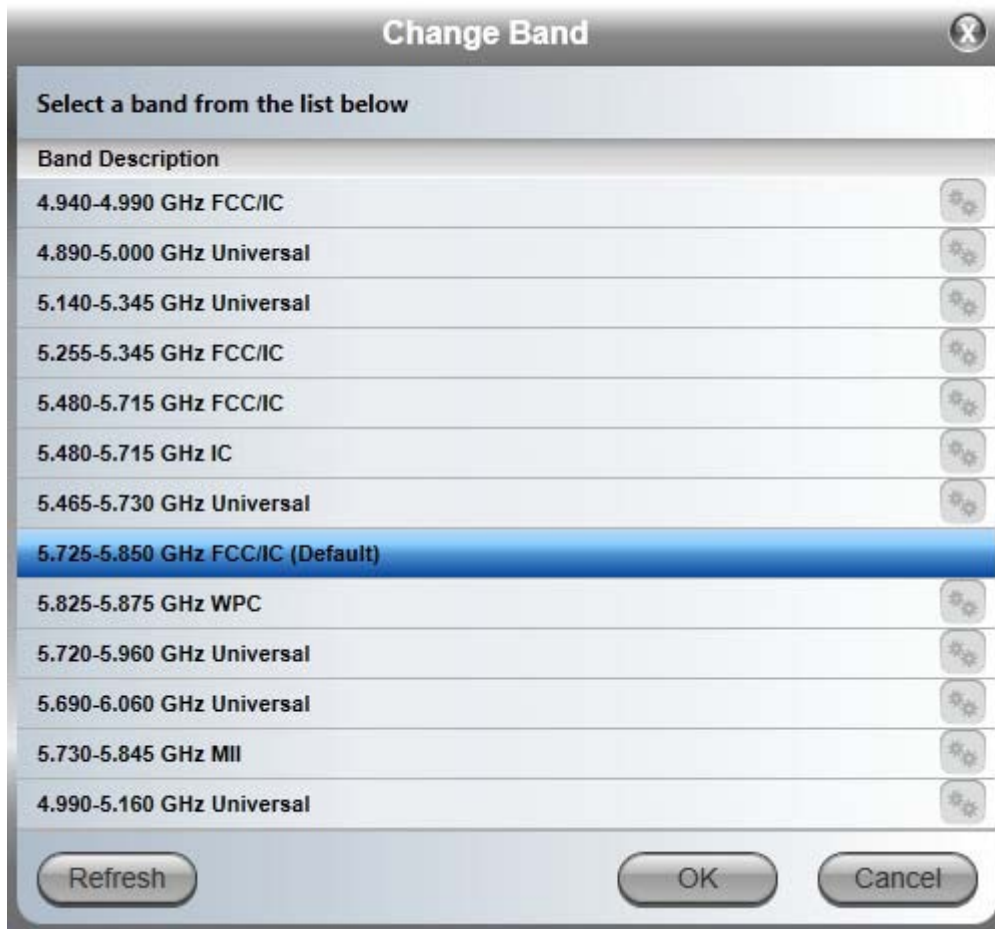 Change Band
X
Select a band from the list below
Band Description
4.940-4.990 GHz FCC/IC
4.890-5.000 GHz Universal
5.140-5.345 GHz Universal
5.255-5.345 GHz FCC/IC
5.480-5.715 GHz FCC/IC
5.480-5.715 GHz IC
5.465-5.730 GHz Universal
5.725-5.850 GHz FCC/IC (Default)
5.825-5.875 GHz WPC
5.720-5.960 GHz Universal
5.690-6.060 GHz Universal
5.730-5.845 GHz MII
4.990-5.160 GHz Universal
Refresh OK Cancel